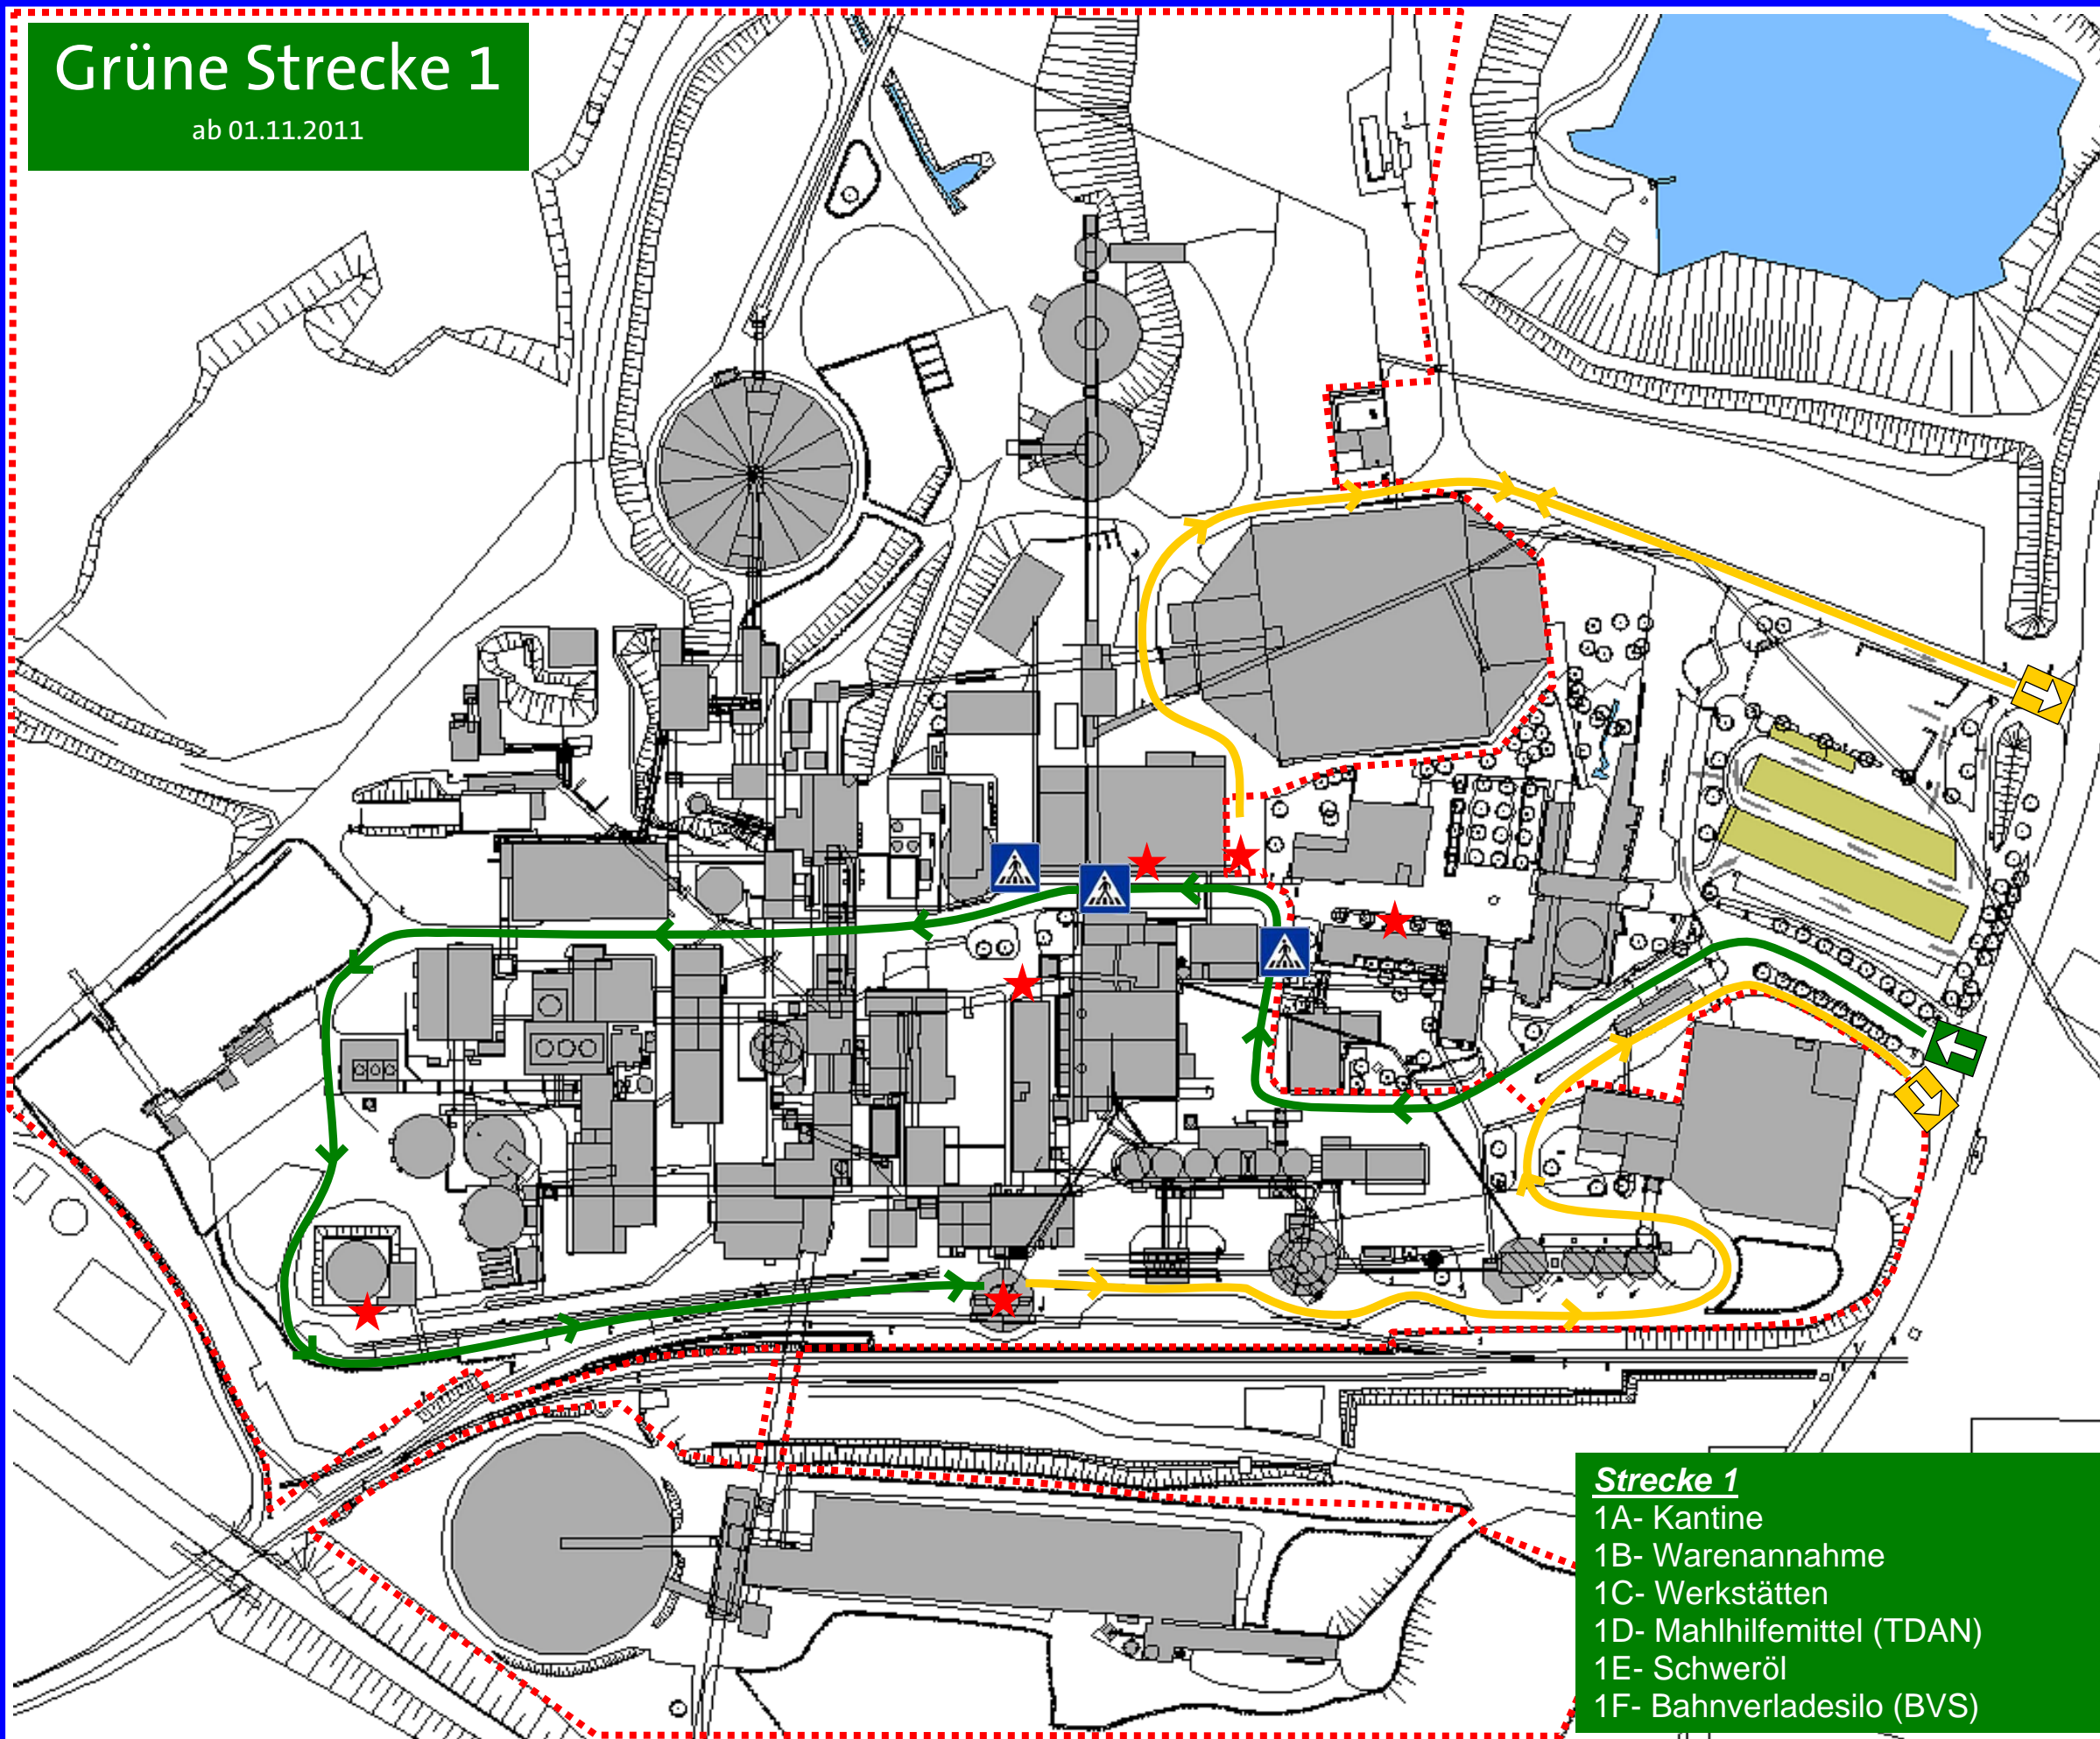 Grüne Strecke 1
ab 01.11.2011
Strecke 1
1A- Kantine
1B- Warenannahme
1C- Werkstätten
1D- Mahlhilfemittel (TDAN)
1E- Schweröl
1F- Bahnverladesilo (BVS)